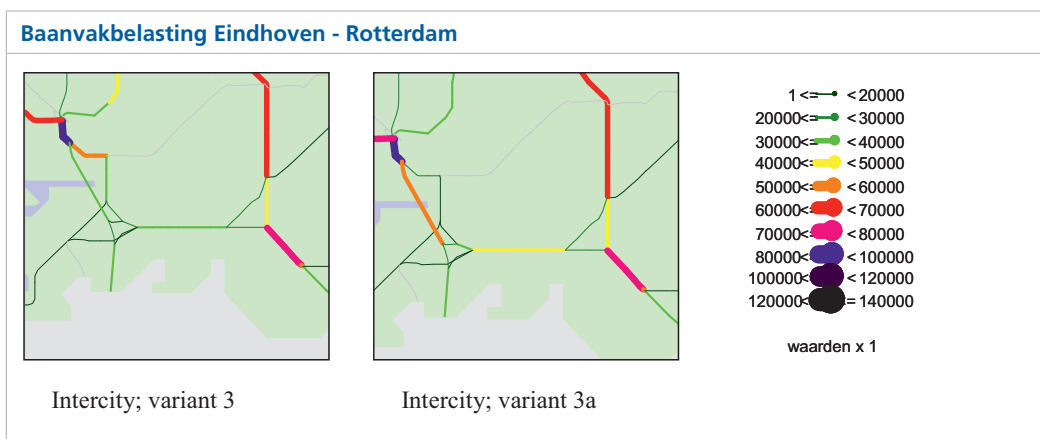 Baanvakbelasting Eindhoven - Rotterdam
1 <= < 20000
20000<= < 30000
30000<= < 40000
40000<= < 50000
50000<= < 60000
60000<= < 70000
70000<= < 80000
80000<= < 100000
100000<= < 120000
120000< = 140000
waarden x 1
Intercity; variant 3
Intercity; variant 3a